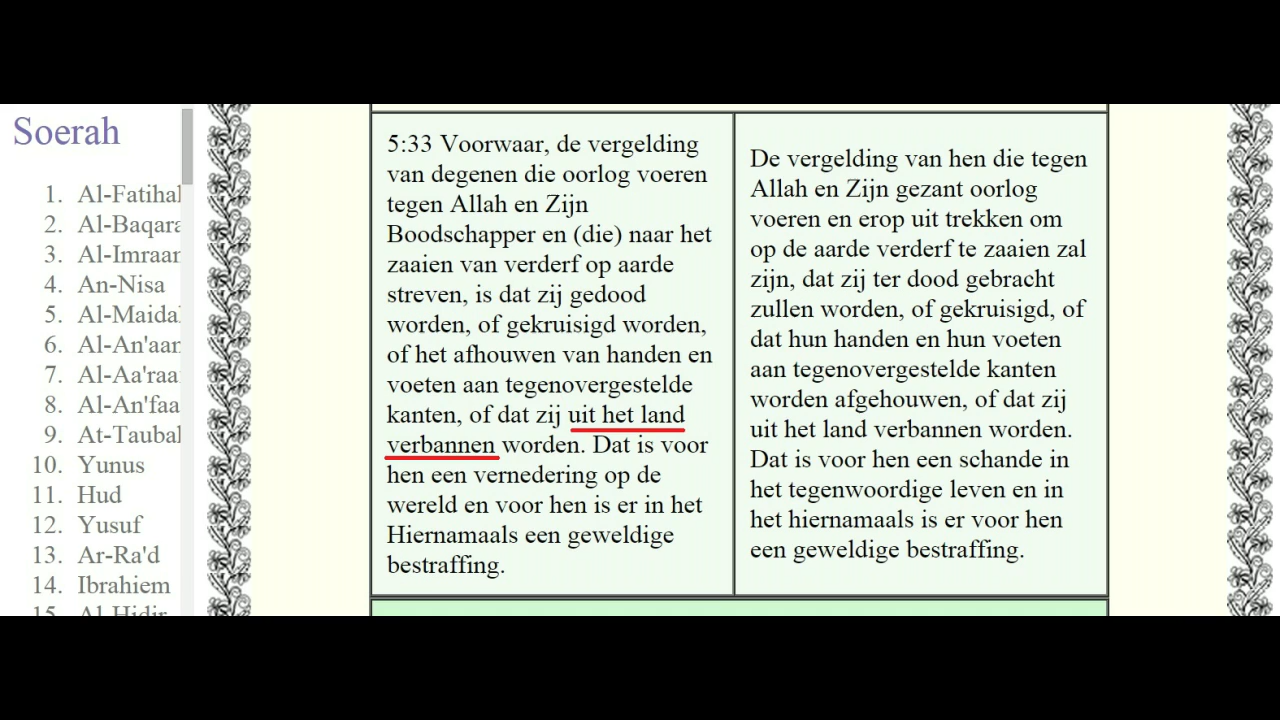 Soerah
1. Al-Fatihah
2. Al-Baqara
3. Al-Imraan
4. An-Nisa
5. Al-Maida
6. Al-An'aam
7. Al-Aa'raa
8. Al-An'faa
9. At-Taubah
10. Yunus
11. Hud
12. Yusuf
13. Ar-Ra'd
14. Ibrahiem
15. Al-Hidjr
5:33 Voorwaar, de vergelding
van degenen die oorlog voeren
tegen Allah en Zijn
Boodschapper en (die) naar het
zaaien van verderf op aarde
streven, is dat zij gedood
worden, of gekruisigd worden,
of het afhouwen van handen en
voeten aan tegenovergestelde
kanten, of dat zij uit het land
verbannen worden. Dat is voor
hen een vernedering op de
wereld en voor hen is er in het
Hiernamaals een geweldige
bestraffing.
De vergelding van hen die tegen
Allah en Zijn gezant oorlog
voeren en erop uit trekken om
op de aarde verderf te zaaien zal
zijn, dat zij ter dood gebracht
zullen worden, of gekruisigd, of
dat hun handen en hun voeten
aan tegenovergestelde kanten
worden afgehouwen, of dat zij
uit het land verbannen worden.
Dat is voor hen een schande in
het tegenwoordige leven en in
het hiernamaals is er voor hen
een geweldige bestraffing.